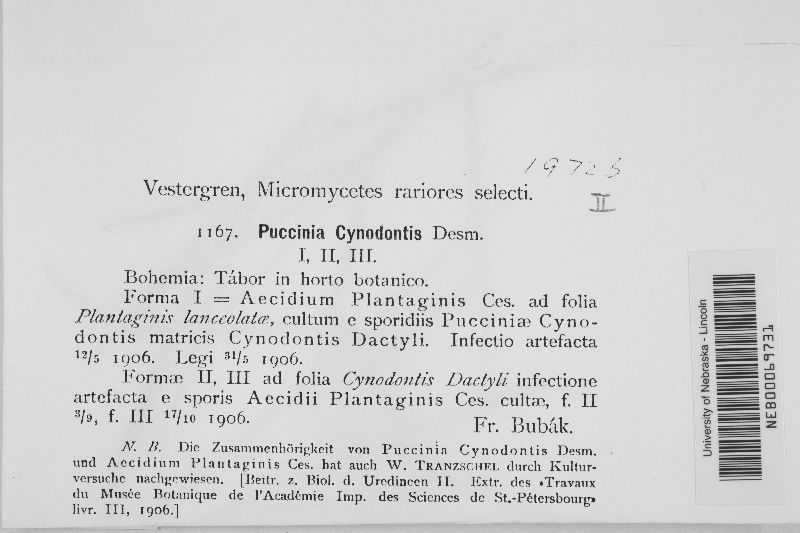 19726
Vestergren, Micromycetes rariores selecti.
II
1167. Puccinia Cynodontis Desm.
I, II, III.
Bohemia: Tábor in horto botanico.
Forma I = Aecidium Plantaginis Ces. ad folia
Plantaginis lanceolatæ, cultum e sporidiis Pucciniæ Cyno-
dontis matricis Cynodontis Dactyli. Infectio artefacta
12/5 1906. Legi 31/5 1906.
Formæ II, III ad folia Cynodontis Dactyli infectione
artefacta e sporis Aecidii Plantaginis Ces. cultæ, f. II
3/9, f. III 17/10 1906.
Fr. Bubák.
N. B. Die Zusammenhörigkeit von Puccinia Cynodontis Desm.
und Aecidium Plantaginis Ces. hat auch W. TRANZSCHEL durch Kultur-
versuche nachgewiesen. [Beitr. z. Biol. d. Uredineen II. Extr. des «Travaux
du Musée Botanique de l'Académie Imp. des Sciences de St.-Pétersbourg»
livr. III, 1906.]
University of Nebraska - Lincoln
NEB00069731